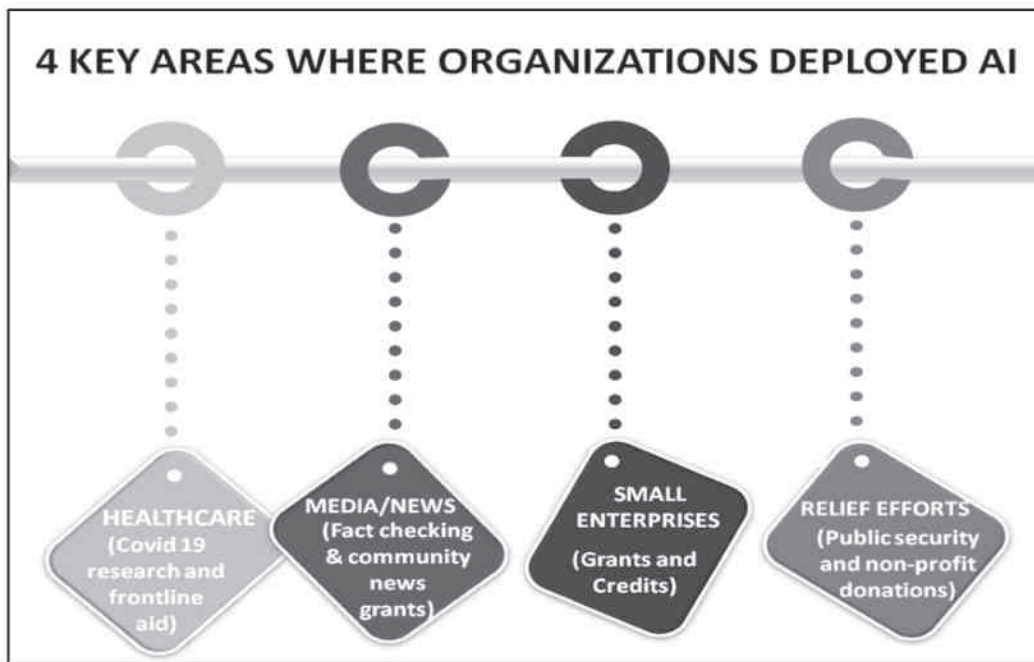 4 KEY AREAS WHERE ORGANIZATIONS DEPLOYED AI
HEALTHCARE
(Covid 19
research and
frontline
aid)
MEDIA/NEWS
(Fact checking
& community
news
grants)
SMALL
ENTERPRISES
(Grants and
Credits)
RELIEF EFFORTS
(Public security
and non-profit
donations)